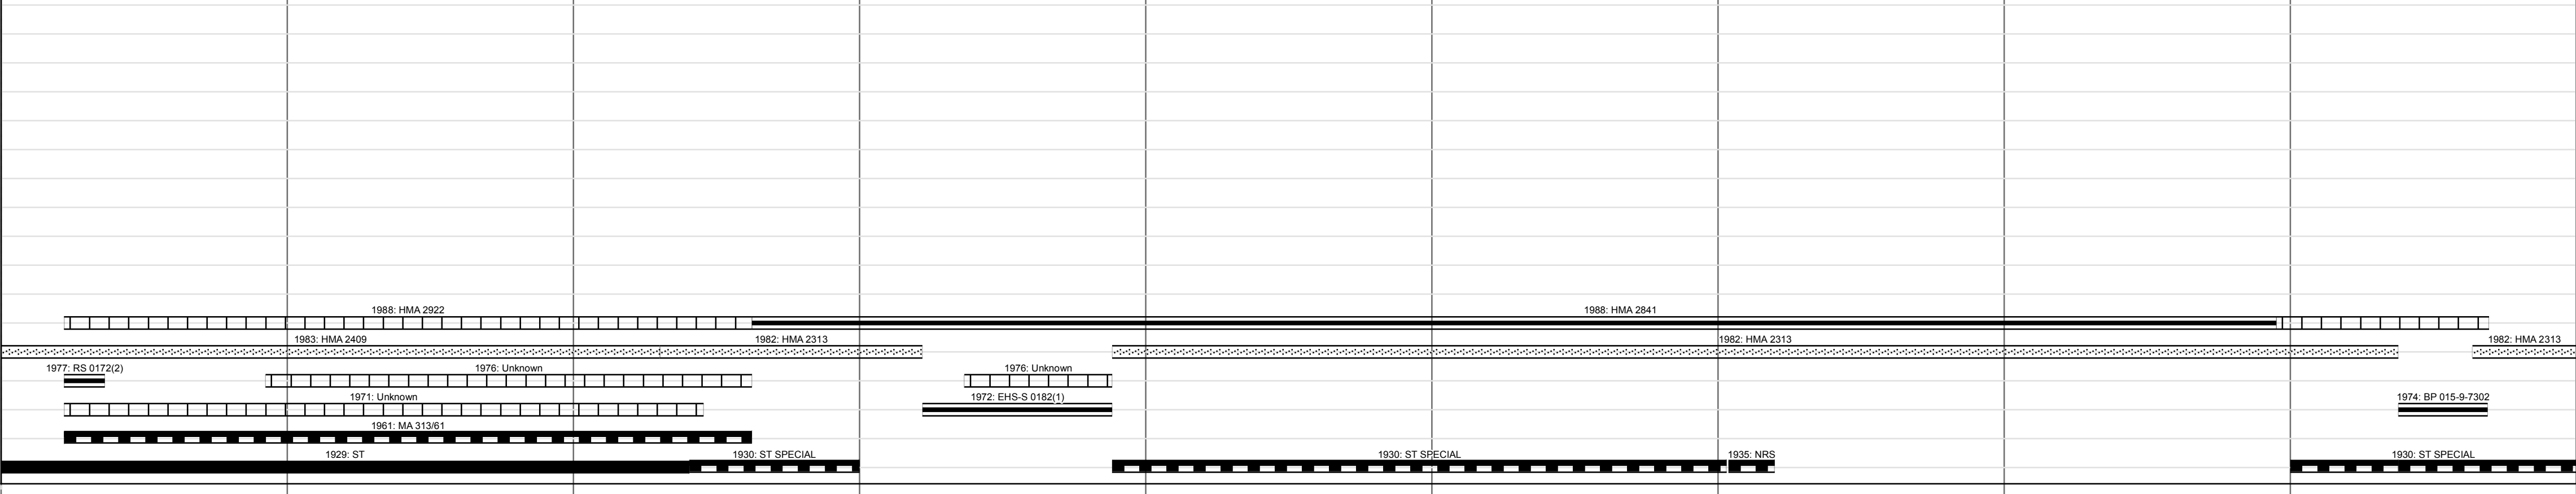 1988: HMA 2922
1988: HMA 2841
1983: HMA 2409
1982: HMA 2313
1982: HMA 2313
1982: HMA 2313
1977: RS 0172(2)
1976: Unknown
1976: Unknown
1971: Unknown
1972: EHS-S 0182(1)
1974: BP 015-9-7302
1961: MA 313/61
1929: ST
1930: ST SPECIAL
1930: ST SPECIAL
1935: NRS
1930: ST SPECIAL